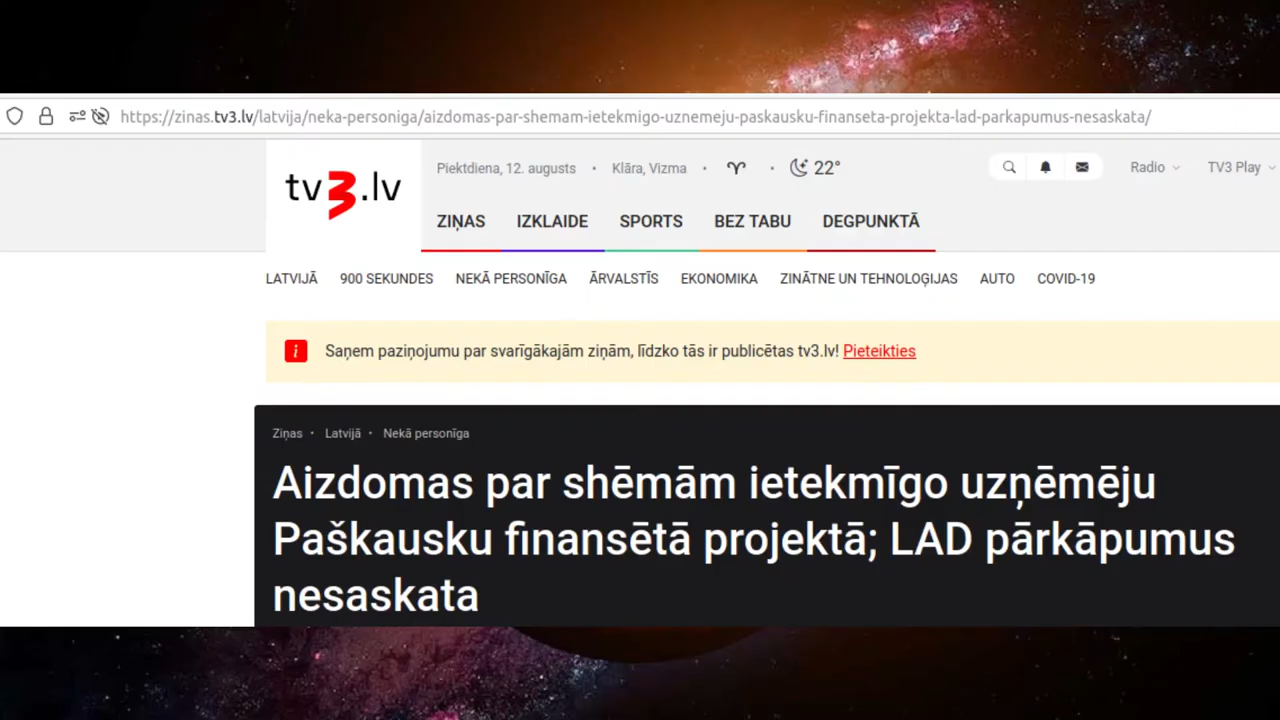 https://zinas.tv3.lv/latvija/neka-personiga/aizdomas-par-shemam-ietekmigo-uznemeju-paskausku-finanseta-projekta-lad-parkapumus-nesaskata/
tv3.lv
Piektdiena, 12. augusts • Klāra, Vizma • • 22°
Radio TV3 Play
ZIŅAS IZKLAIDE SPORTS BEZ TABU DEGPUNKTĀ
LATVIJĀ 900 SEKUNDES NEKĀ PERSONĪGA ĀRVALSTĪS EKONOMIKA ZINĀTNE UN TEHNOLOĢIJAS AUTO COVID-19
i Saņem paziņojumu par svarīgākajām ziņām, līdzko tās ir publicētas tv3.lv! Pieteikties
Ziņas • Latvijā • Nekā personīga
Aizdomas par shēmām ietekmīgo uzņēmēju
Paškausku finansētā projektā; LAD pārkāpumus
nesaskata